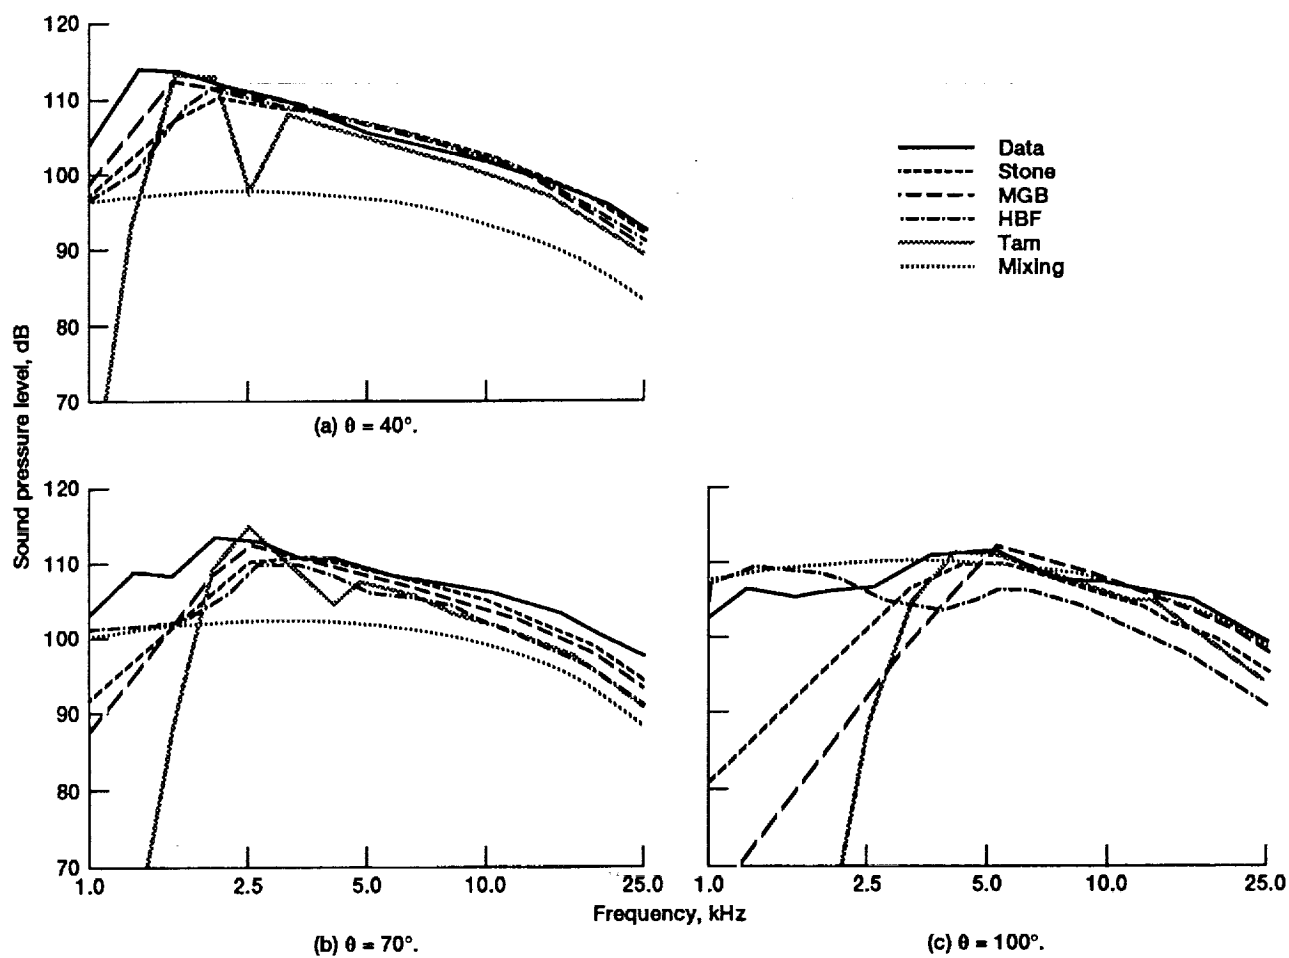 120
110
100
90
80
70
Sound pressure level, dB
Data
Stone
MGB
HBF
Tam
Mixing
(a) θ = 40°.
120
110
100
90
80
70
1.0 2.5 5.0 10.0 25.0
1.0 2.5 5.0 10.0 25.0
Frequency, kHz
(b) θ = 70°.
(c) θ = 100°.